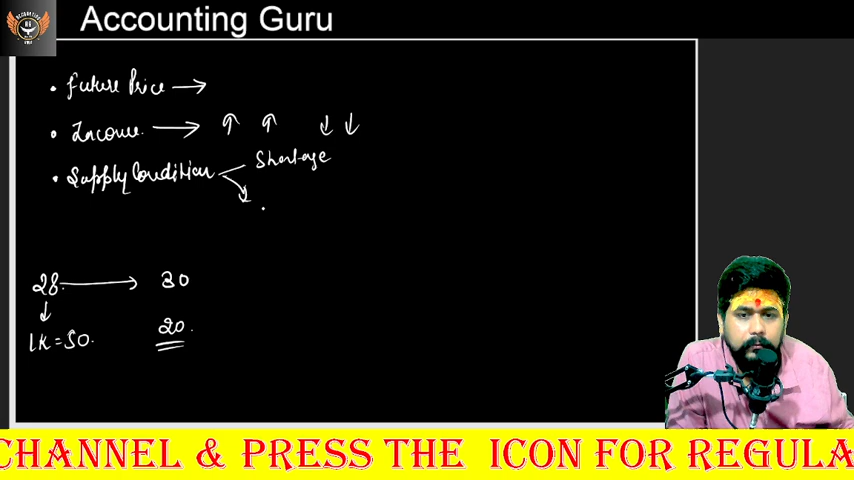 Accounting Guru
• Future Price →
• Income. → ↑ ↑ ↓ ↓
• Supply Condition Shortage
28. → 30
↓
1K = 50. 20.
CHANNEL & PRESS THE ICON FOR REGULA